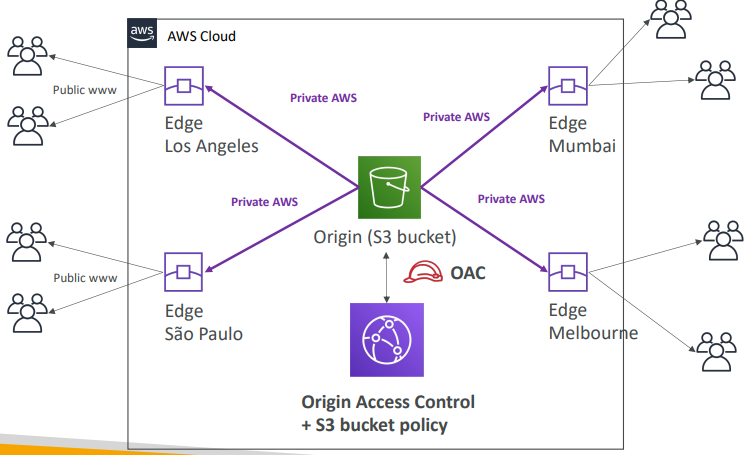 aws
AWS Cloud
Public www
Edge
Los Angeles
Private AWS
Private AWS
Edge
Mumbai
Private AWS
Private AWS
Origin (S3 bucket)
OAC
Public www
Edge
São Paulo
Edge
Melbourne
Origin Access Control
+ S3 bucket policy